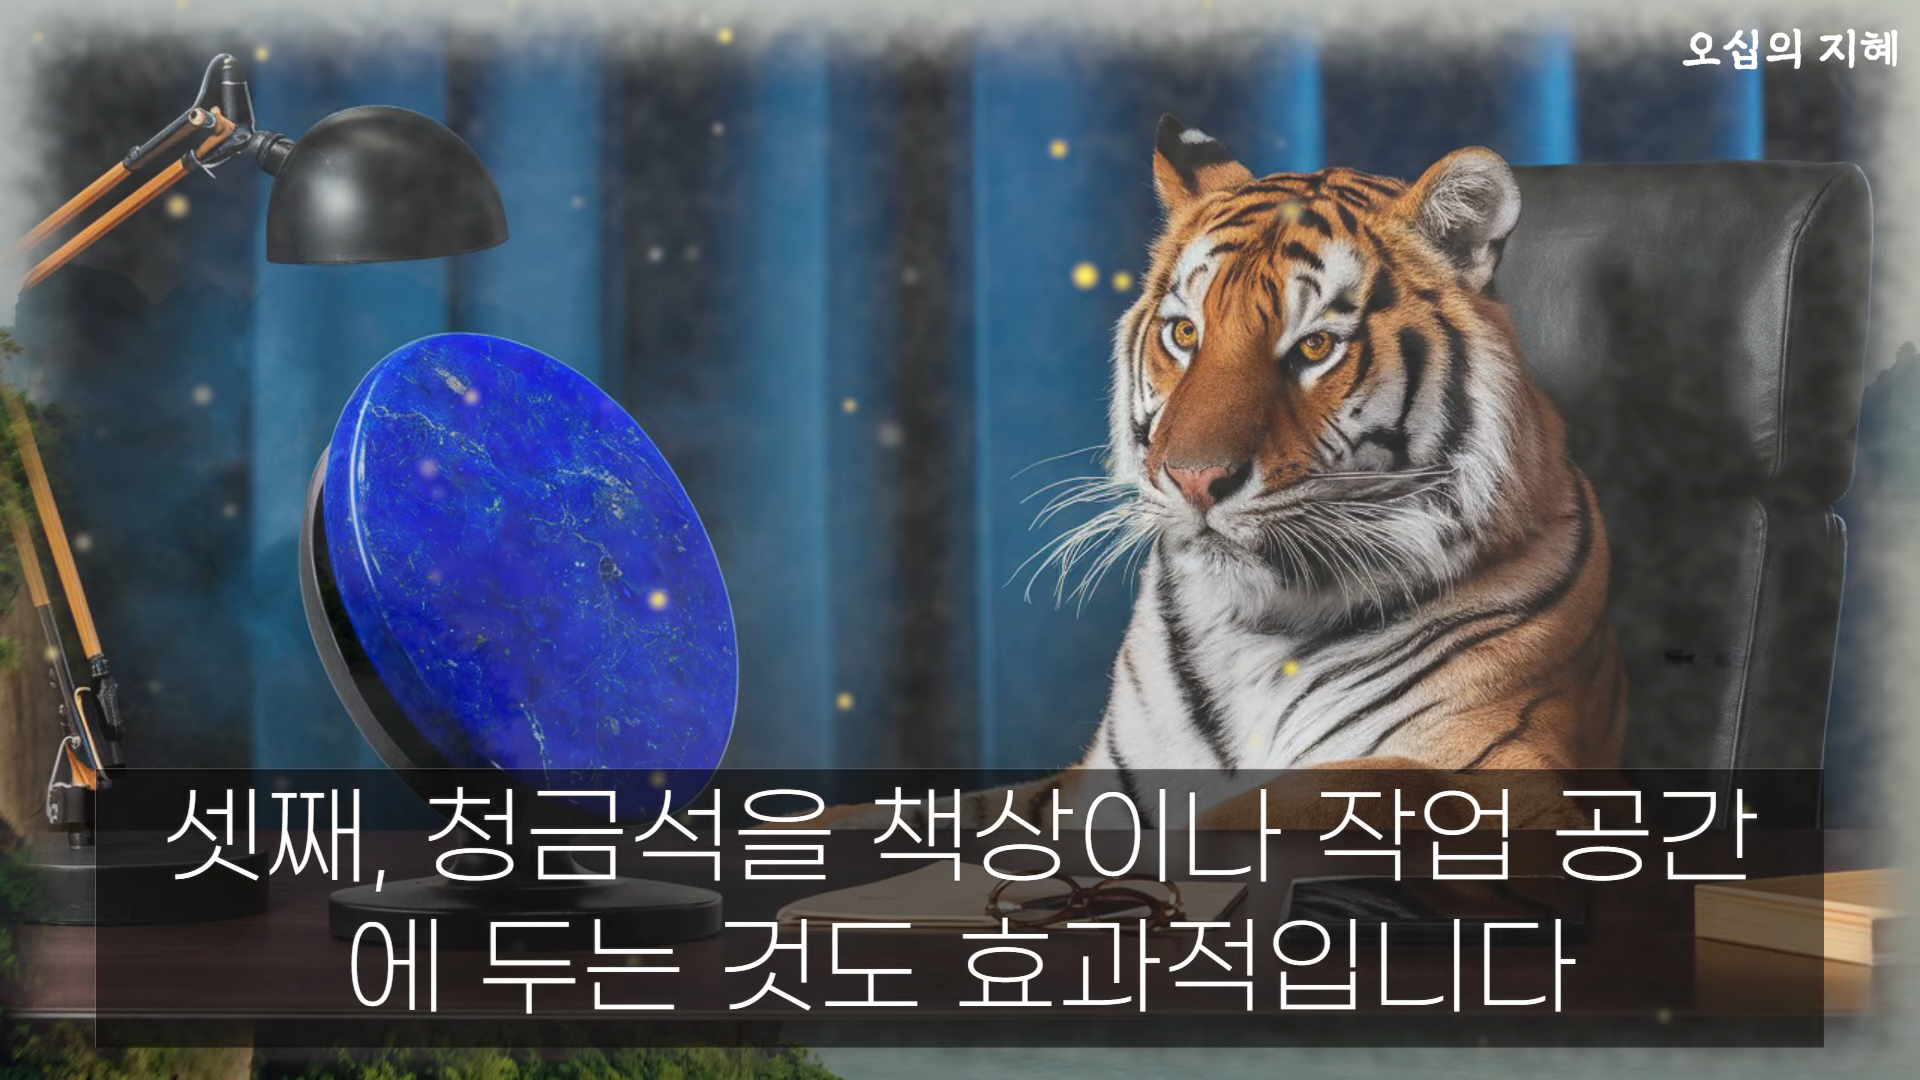 오십의 지혜
셋째, 청금석을 책상이나 작업 공간
에 두는 것도 효과적입니다